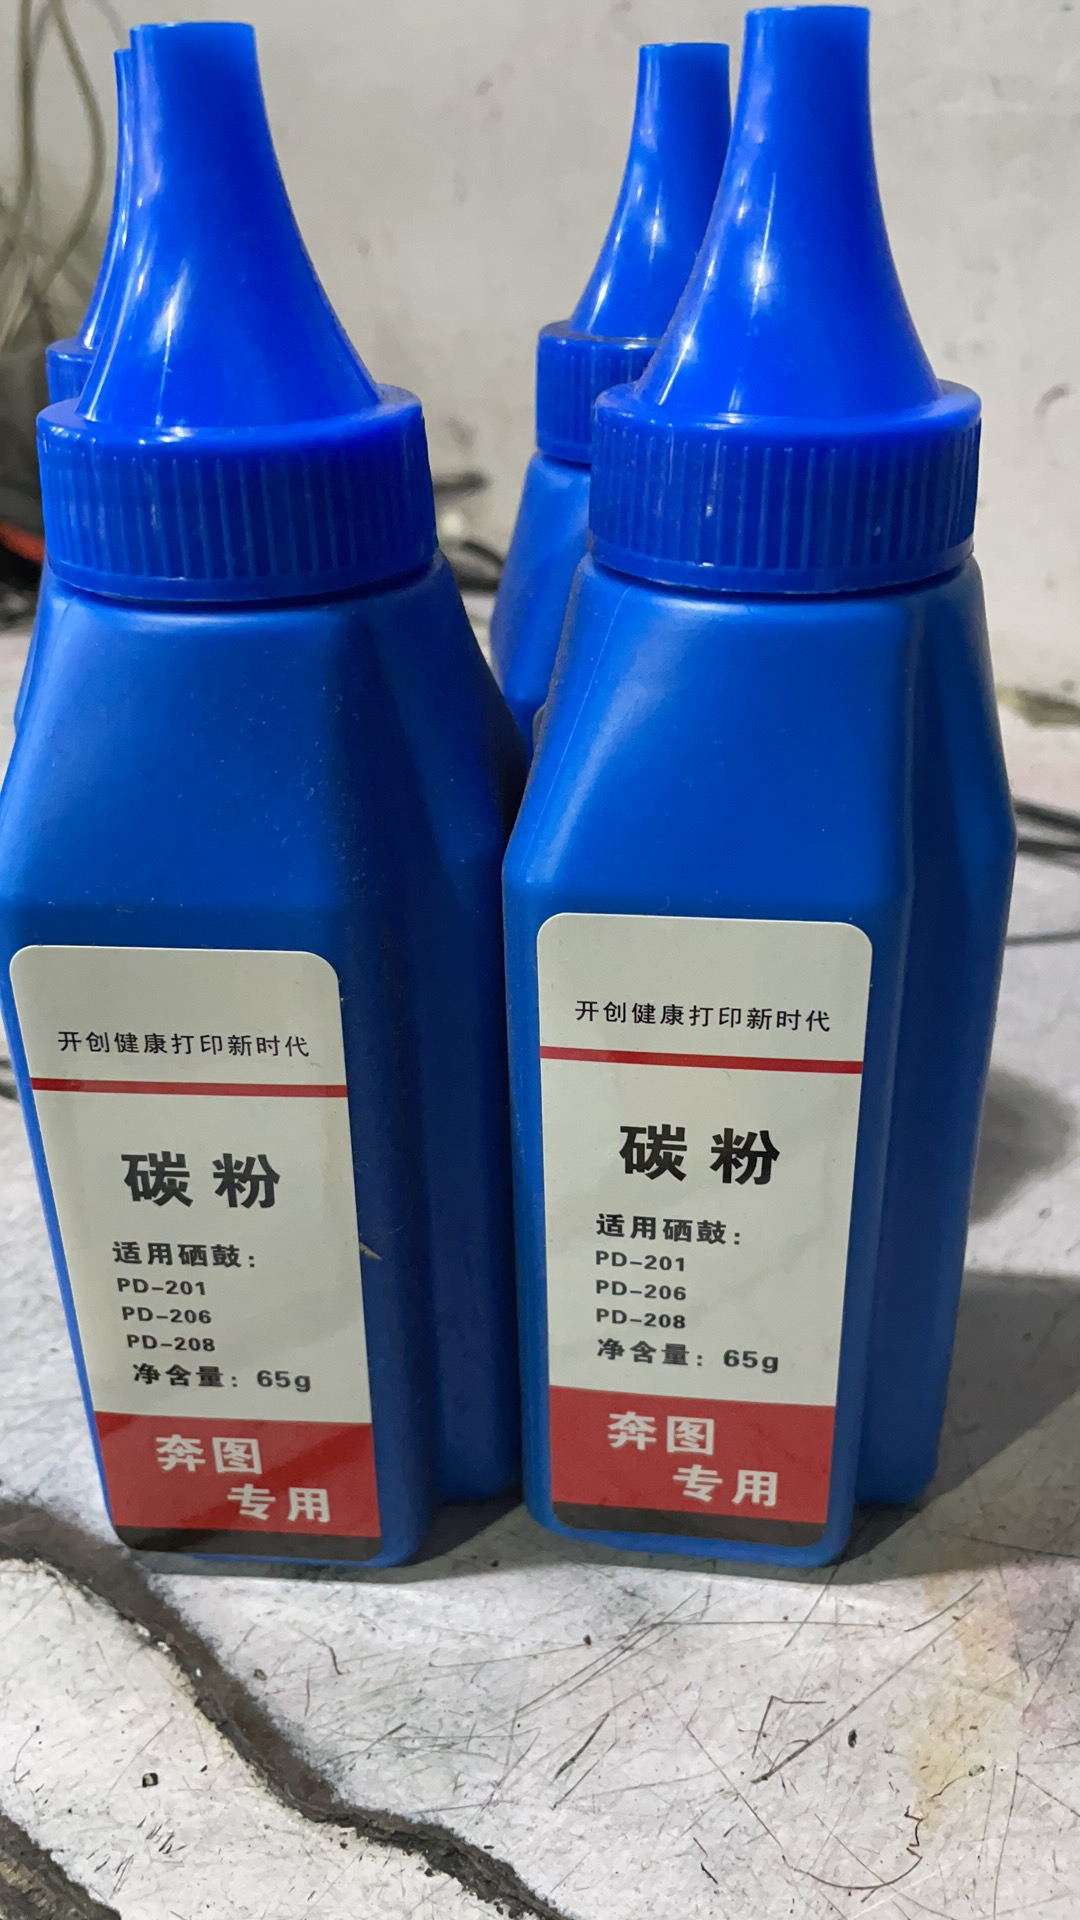 开创健康打印新时代
碳粉
适用硒鼓：
PD-201
PD-206
PD-208
净含量：65g
奔图
专用
开创健康打印新时代
碳粉
适用硒鼓：
PD-201
PD-206
PD-208
净含量：65g
奔图
专用